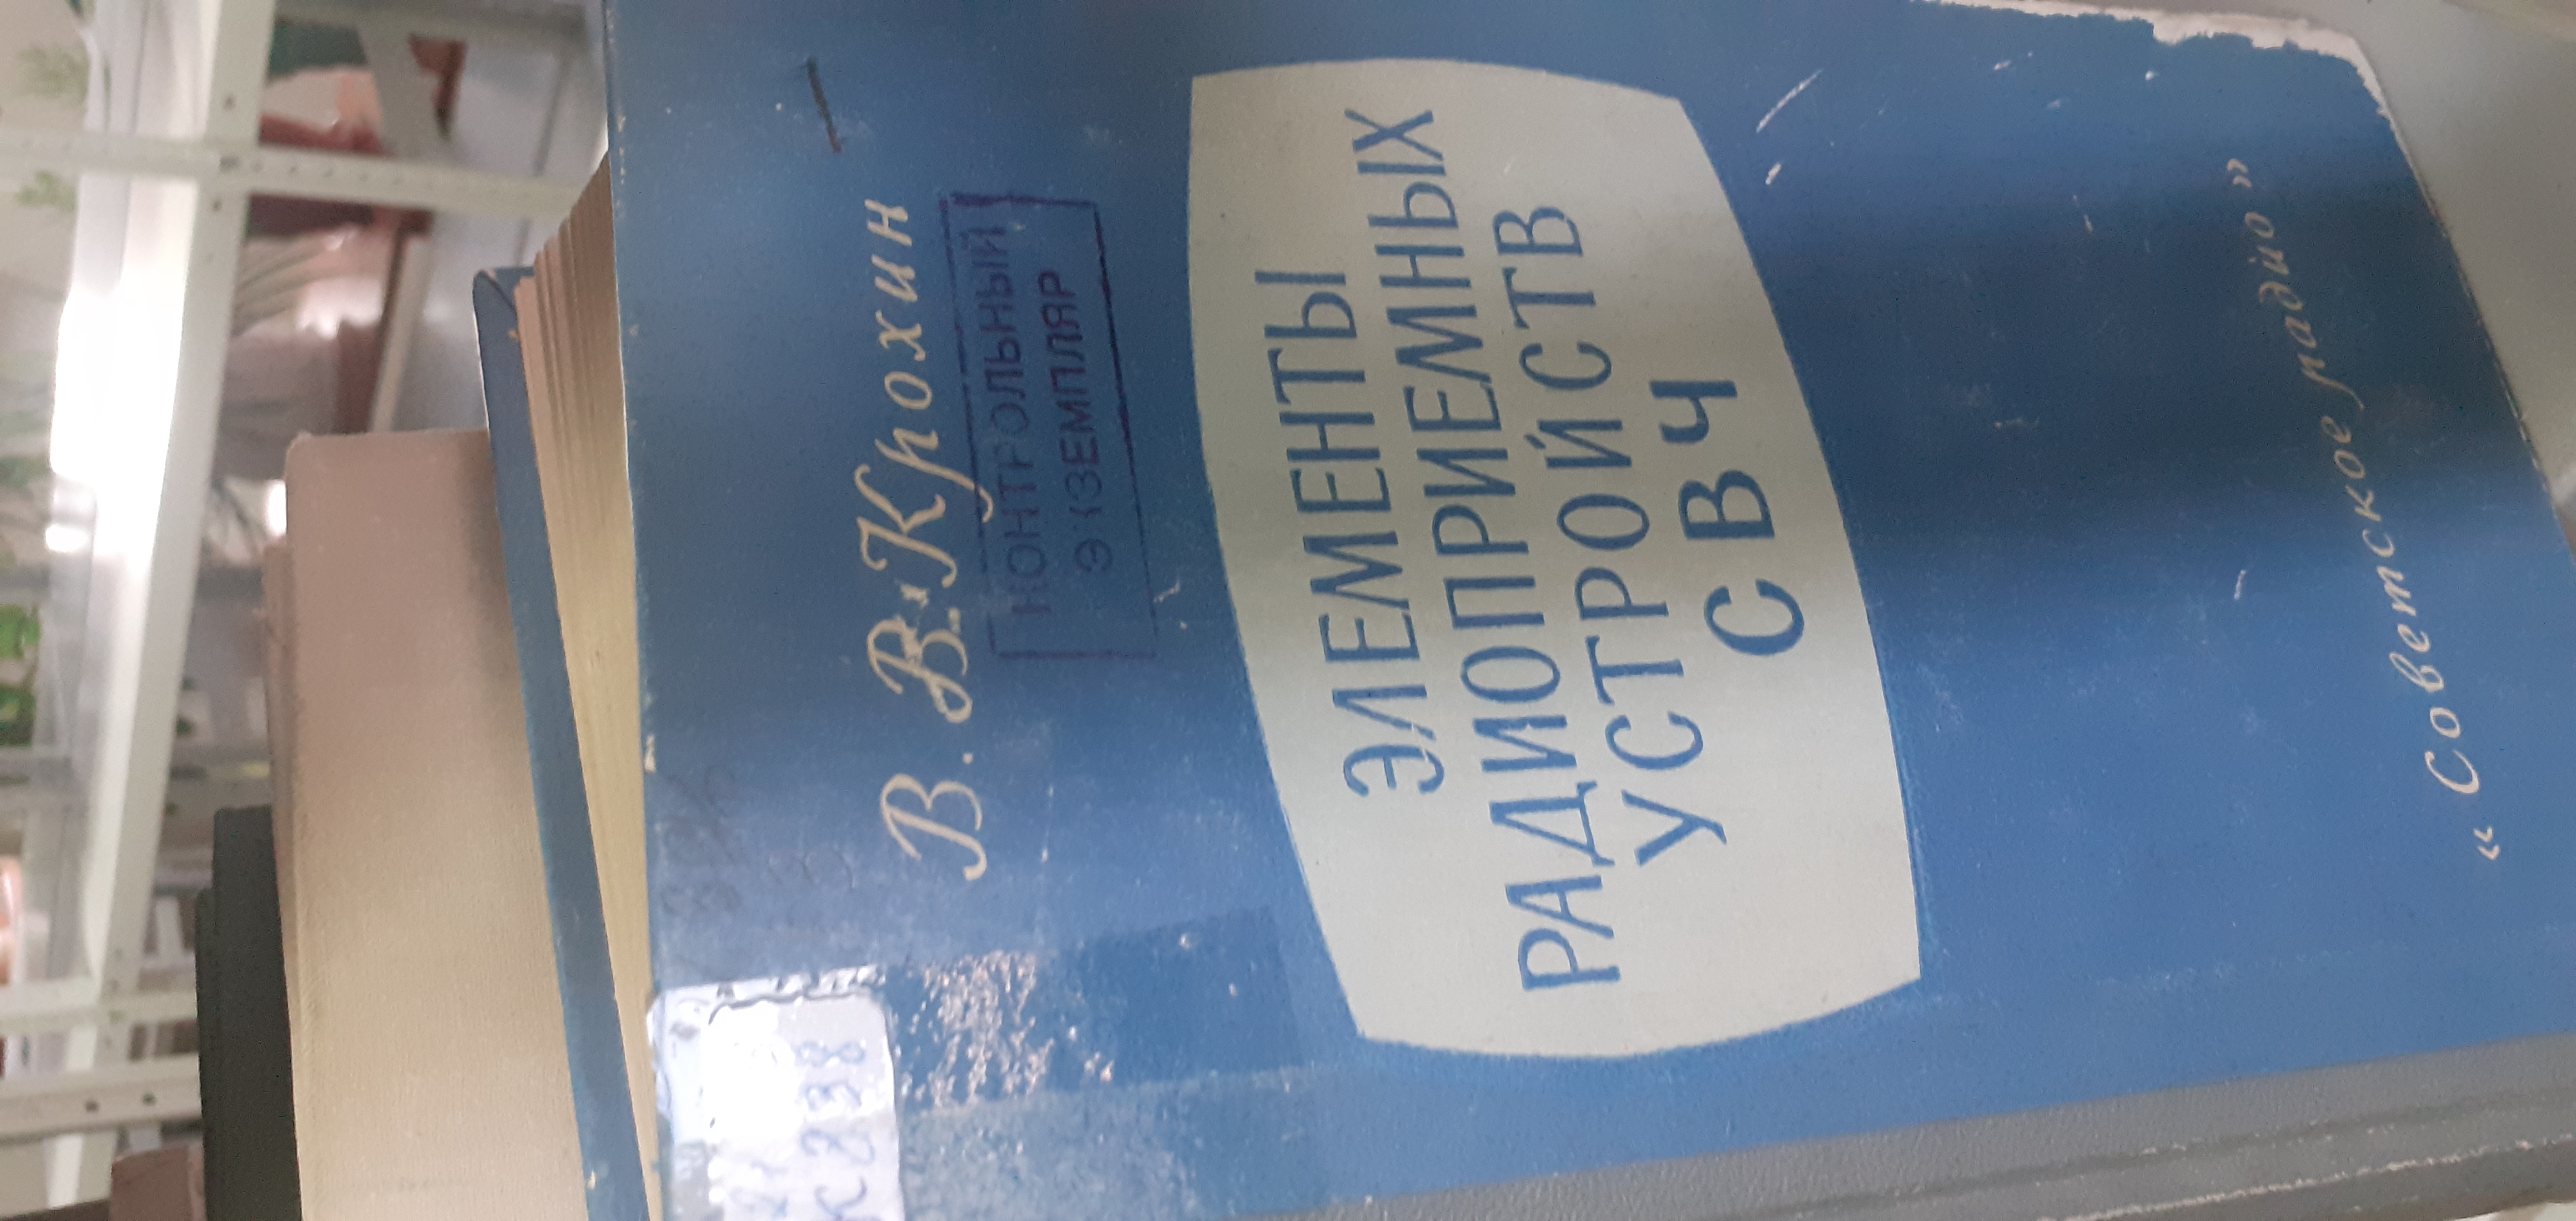 В. В. Крохин
КОНТРОЛЬНЫЙ
ЭКЗЕМПЛЯР
ЭЛЕМЕНТЫ
РАДИОПРИЕМНЫХ
УСТРОЙСТВ
СВЧ
«Советское радио»